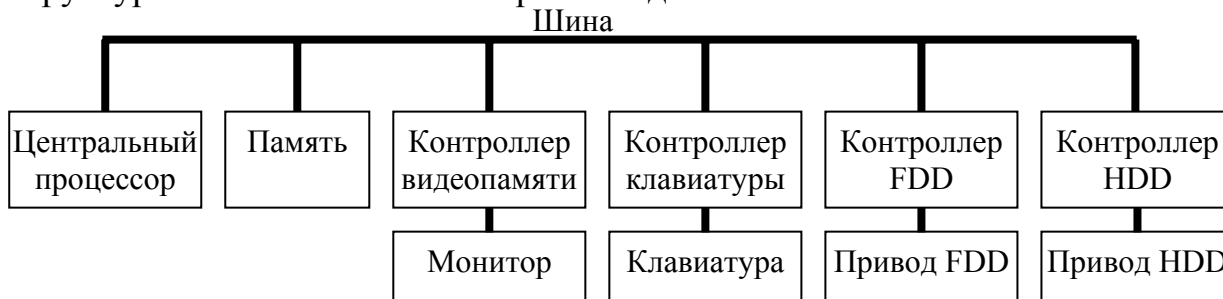 Шина
Центральный
процессор
Память
Контроллер
видеопамяти
Контроллер
клавиатуры
Контроллер
FDD
Контроллер
HDD
Монитор
Клавиатура
Привод FDD
Привод HDD